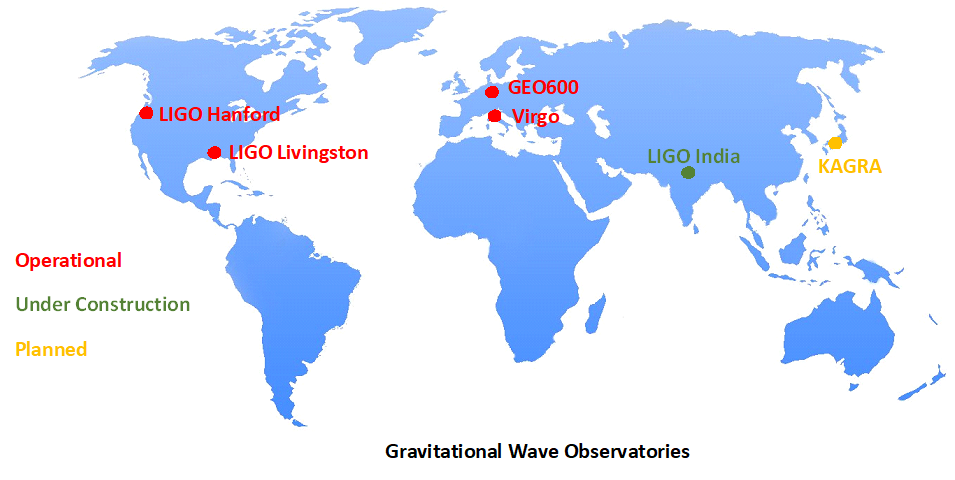 GEO600
LIGO Hanford
Virgo
LIGO Livingston
LIGO India
KAGRA
Operational
Under Construction
Planned
Gravitational Wave Observatories